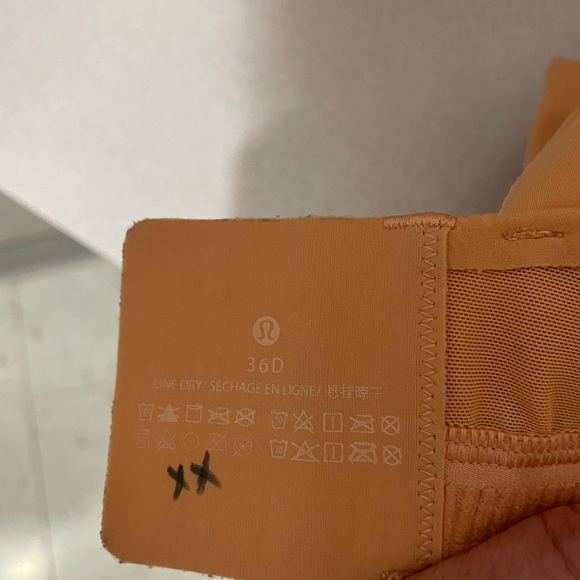 36D
LINE DRY/ SÉCHAGE EN LIGNE/ 悬挂晾干
xx